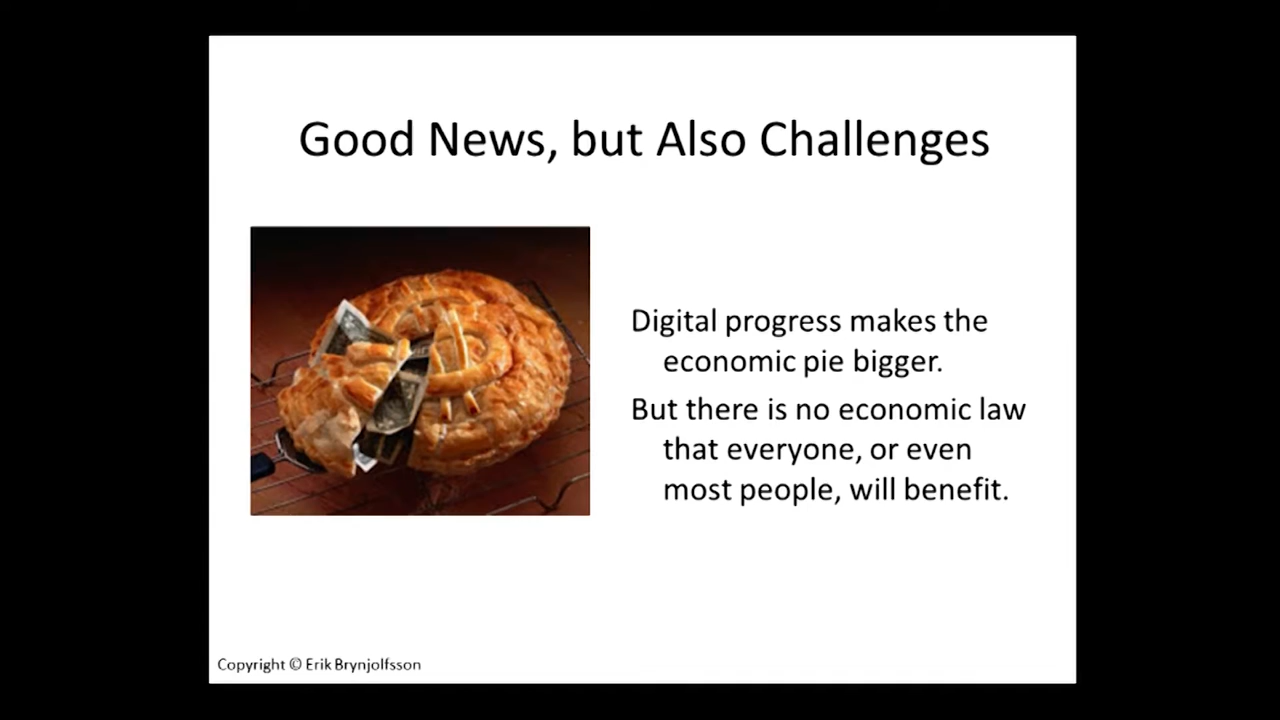 Good News, but Also Challenges
Digital progress makes the
economic pie bigger.
But there is no economic law
that everyone, or even
most people, will benefit.
Copyright © Erik Brynjolfsson